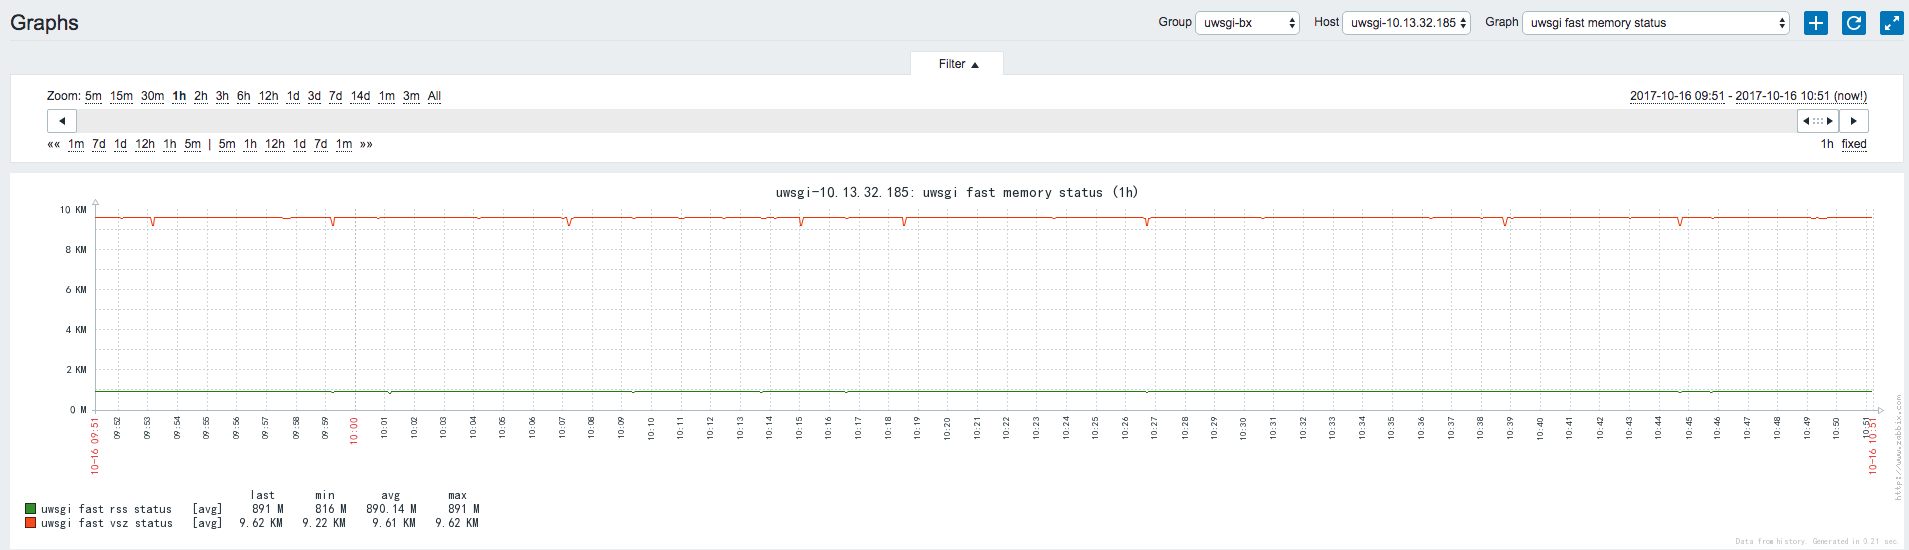 Graphs Group uwsgi-bx Host uwsgi-10.13.32.185 Graph uwsgi fast memory status
Filter
Zoom: 5m 15m 30m 1h 2h 3h 6h 12h 1d 3d 7d 14d 1m 3m All 2017-10-16 09:51 - 2017-10-16 10:51 (now!)
«« 1m 7d 1d 12h 1h 5m | 5m 1h 12h 1d 7d 1m »» 1h fixed
uwsgi-10.13.32.185: uwsgi fast memory status (1h)
10 KM
8 KM
6 KM
4 KM
2 KM
0 M
10-16 09:51 09:52 09:53 09:54 09:55 09:56 09:57 09:58 09:59 10:00 10:01 10:02 10:03 10:04 10:05 10:06 10:07 10:08 10:09 10:10 10:11 10:12 10:13 10:14 10:15 10:16 10:17 10:18 10:19 10:20 10:21 10:22 10:23 10:24 10:25 10:26 10:27 10:28 10:29 10:30 10:31 10:32 10:33 10:34 10:35 10:36 10:37 10:38 10:39 10:40 10:41 10:42 10:43 10:44 10:45 10:46 10:47 10:48 10:49 10:50 10:51 10-16 10:51
http://www.zabbix.com
last min avg max
uwsgi fast rss status [avg] 891 M 816 M 890.14 M 891 M
uwsgi fast vsz status [avg] 9.62 KM 9.22 KM 9.61 KM 9.62 KM
Data from history. Generated in 0.21 sec.